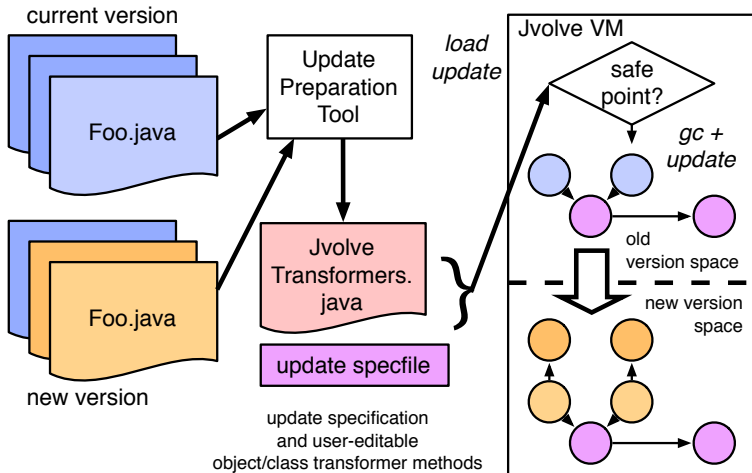 current version
Foo.java
Foo.java
new version
Update
Preparation
Tool
Jvolve
Transformers.
java
}
update specfile
update specification
and user-editable
object/class transformer methods
load
update
Jvolve VM
safe
point?
gc +
update
old
version space
new version
space